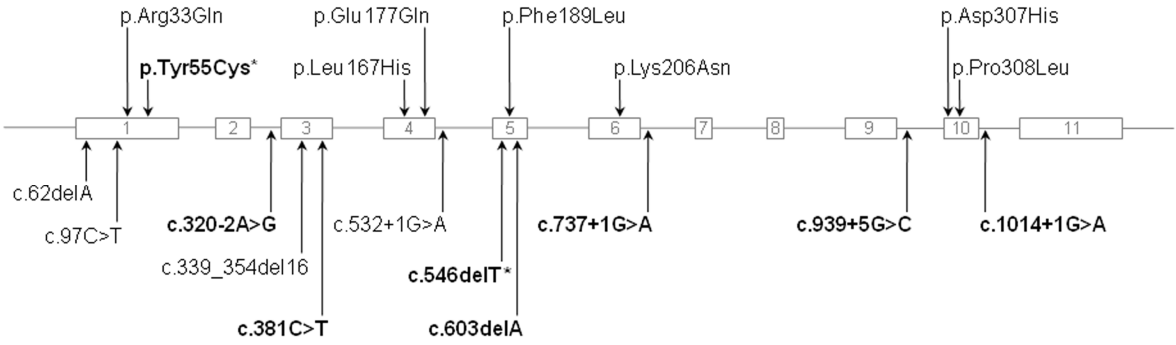 p.Arg33Gln p.Glu177Gln p.Phe189Leu p.Asp307His
p.Tyr55Cys* p.Leu167His p.Lys206Asn p.Pro308Leu
1 2 3 4 5 6 7 8 9 10 11
c.62delA
c.97C>T c.320-2A>G c.532+1G>A c.737+1G>A c.939+5G>C c.1014+1G>A
c.339_354del16 c.546delT*
c.381C>T c.603delA